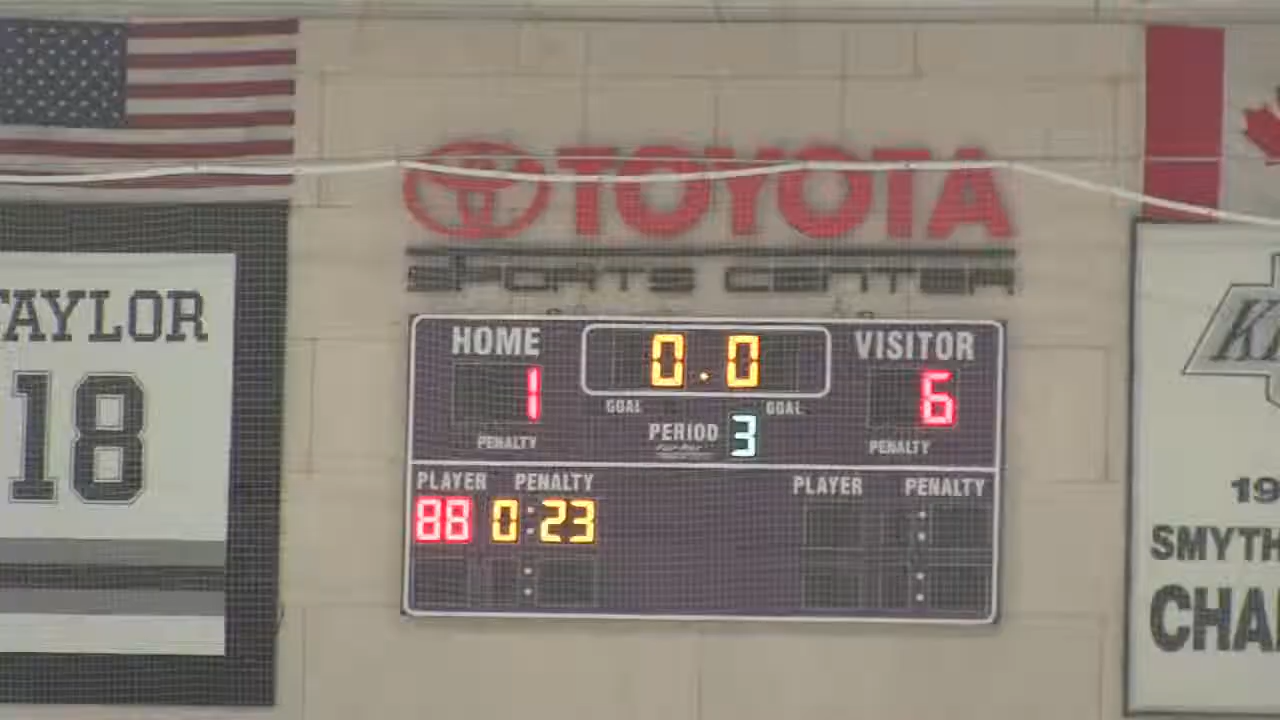 TOYOTA
SPORTS CENTER
TAYLOR
18
HOME
0.0
VISITOR
1
6
GOAL
GOAL
PERIOD 3
PENALTY
PENALTY
PLAYER PENALTY
PLAYER PENALTY
88 0:23
:
:
:
19
SMYTH
CHA